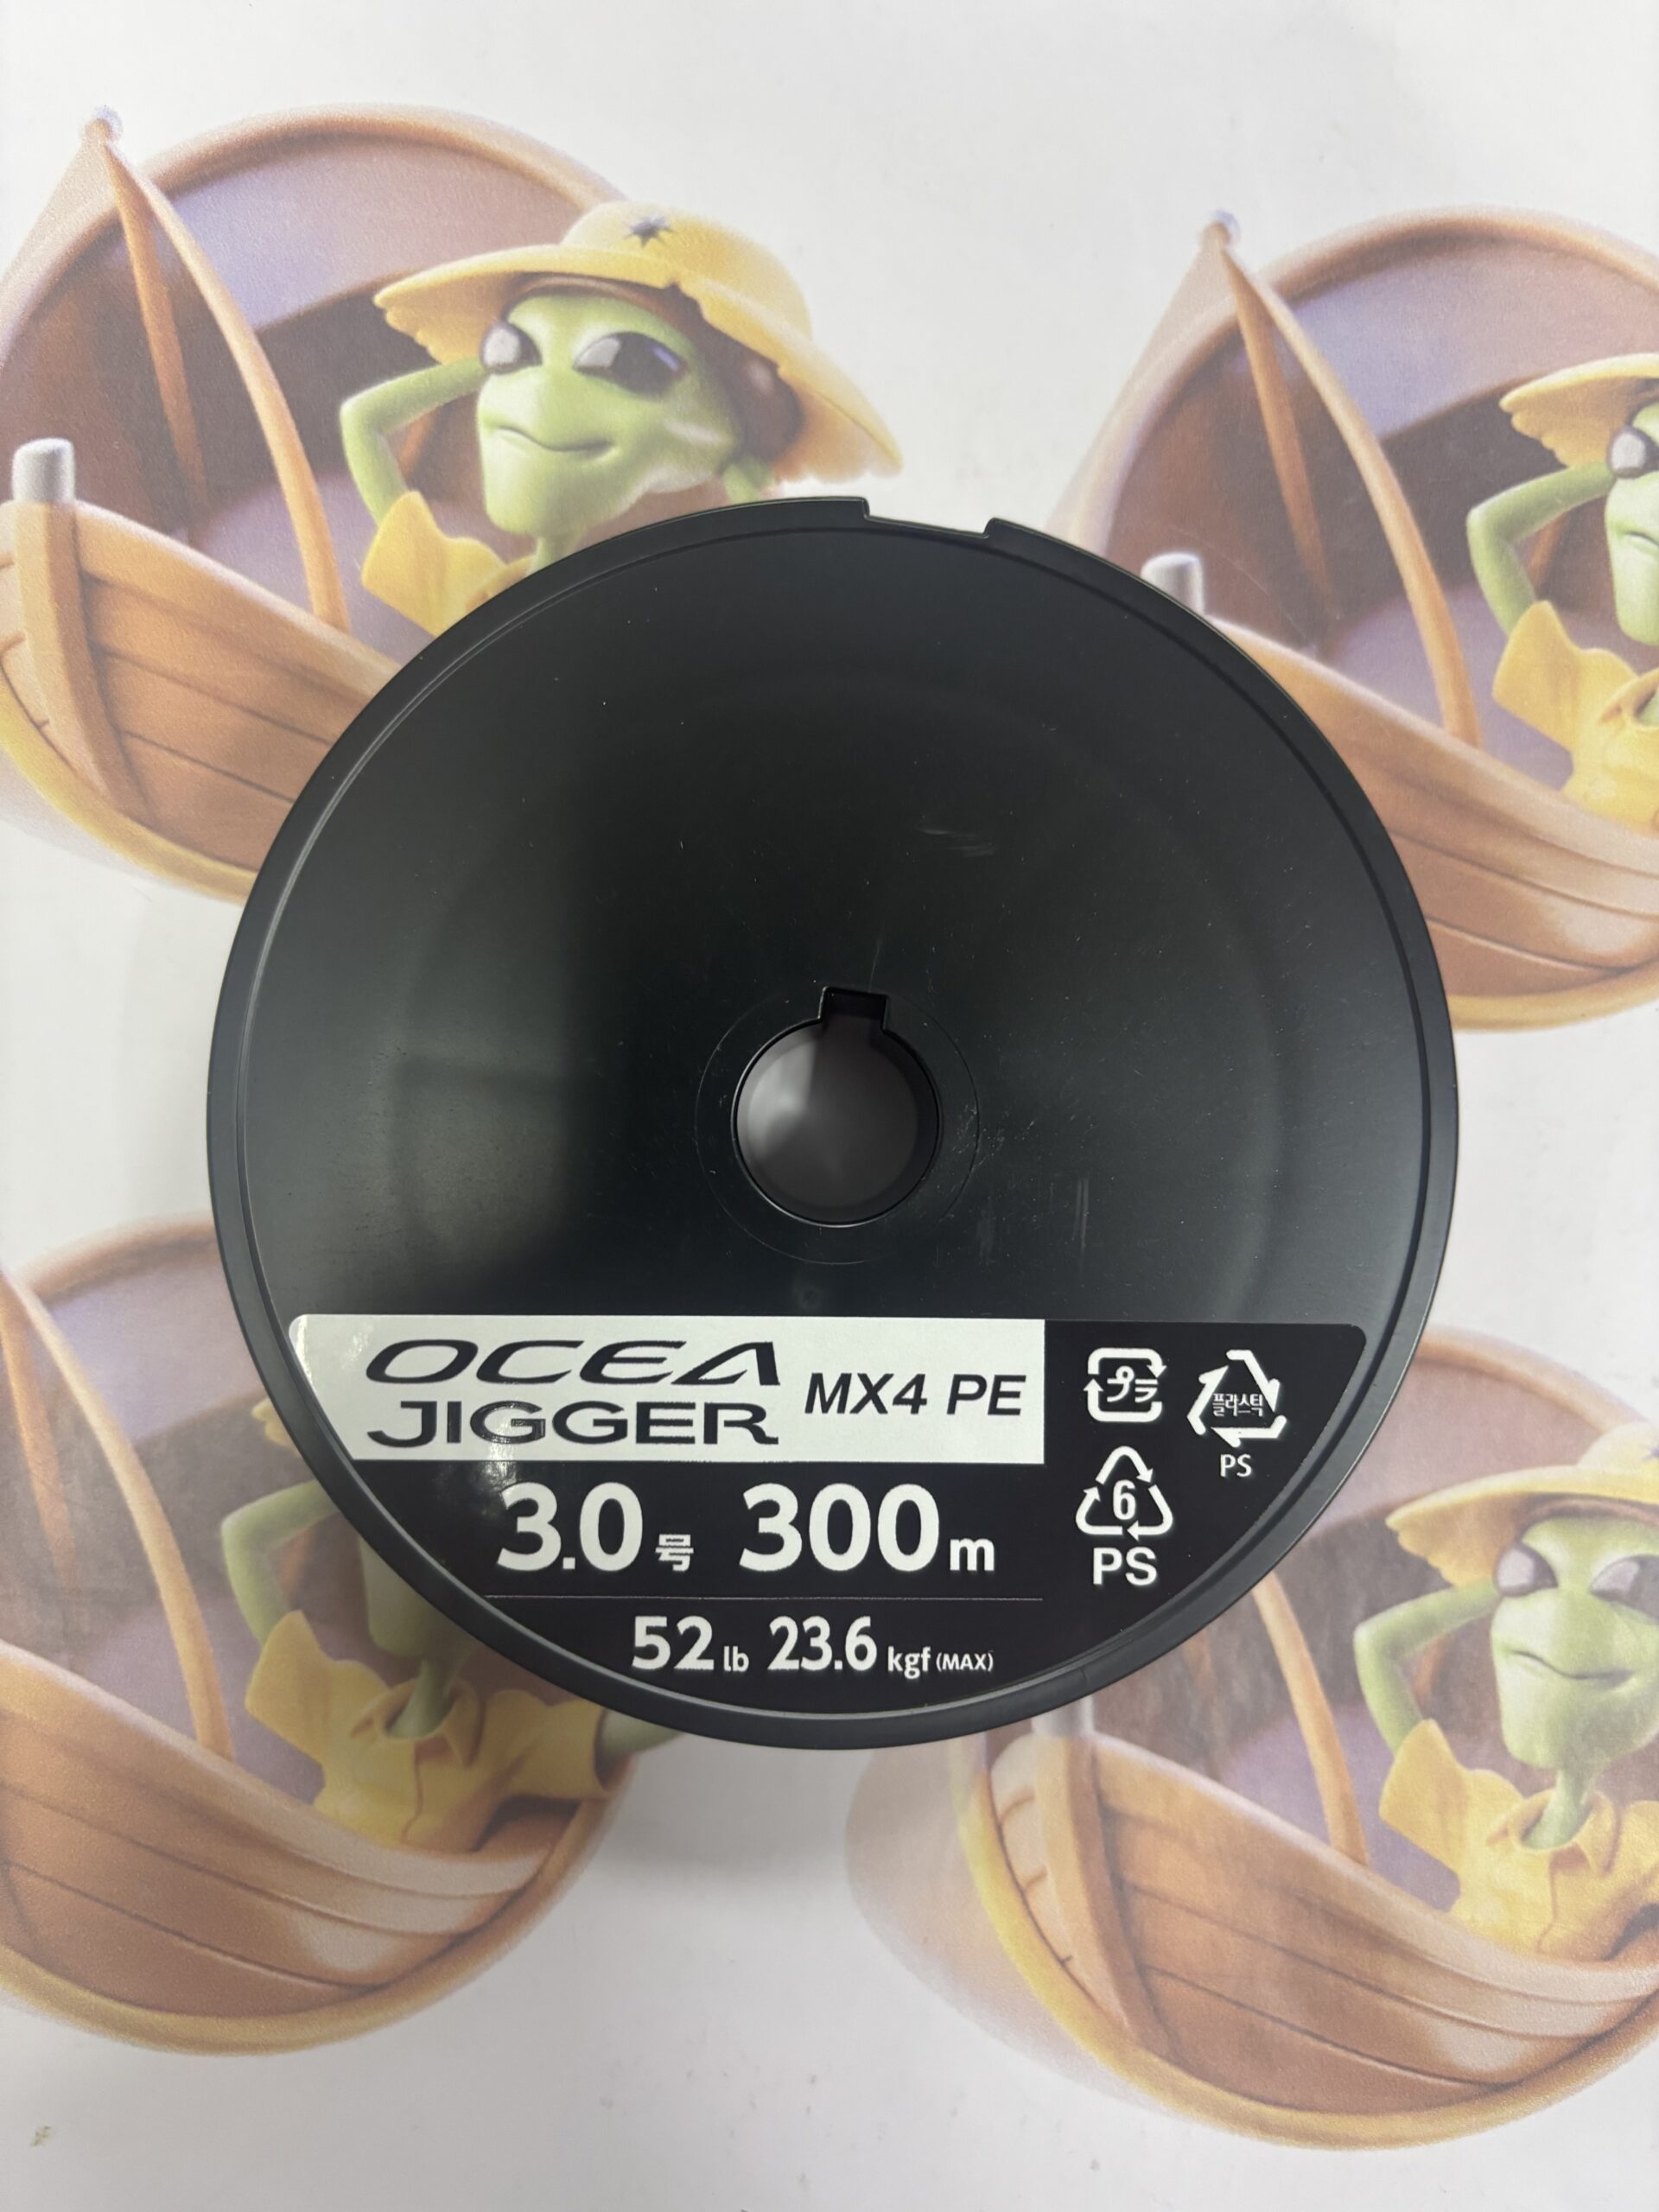 OCEA
JIGGER MX4 PE
3.0号 300m
52lb 23.6kgf(MAX)
プラ
플라스틱
PS
6
PS